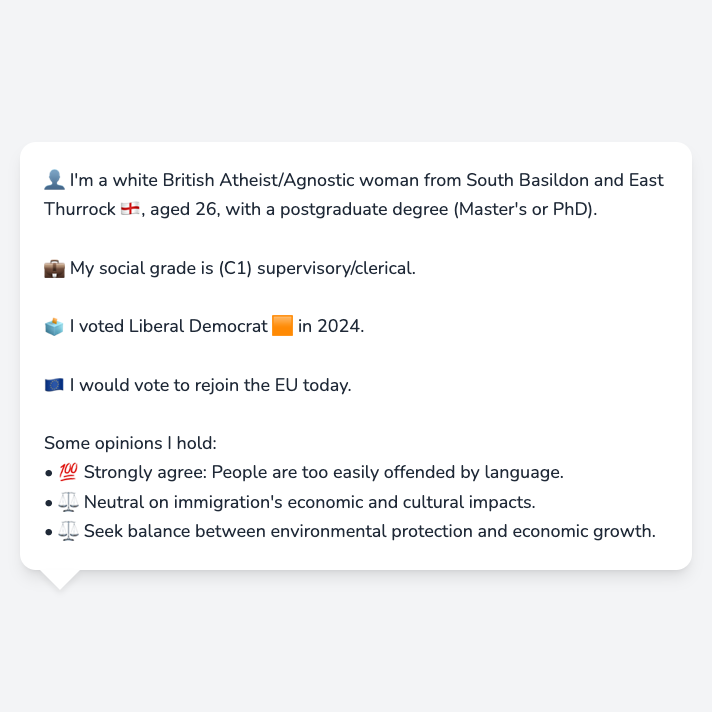 👤 I'm a white British Atheist/Agnostic woman from South Basildon and East
Thurrock 🏴󠁧󠁢󠁥󠁮󠁧󠁿, aged 26, with a postgraduate degree (Master's or PhD).
💼 My social grade is (C1) supervisory/clerical.
🗳️ I voted Liberal Democrat 🟧 in 2024.
🇪🇺 I would vote to rejoin the EU today.
Some opinions I hold:
• 💯 Strongly agree: People are too easily offended by language.
• ⚖️ Neutral on immigration's economic and cultural impacts.
• ⚖️ Seek balance between environmental protection and economic growth.